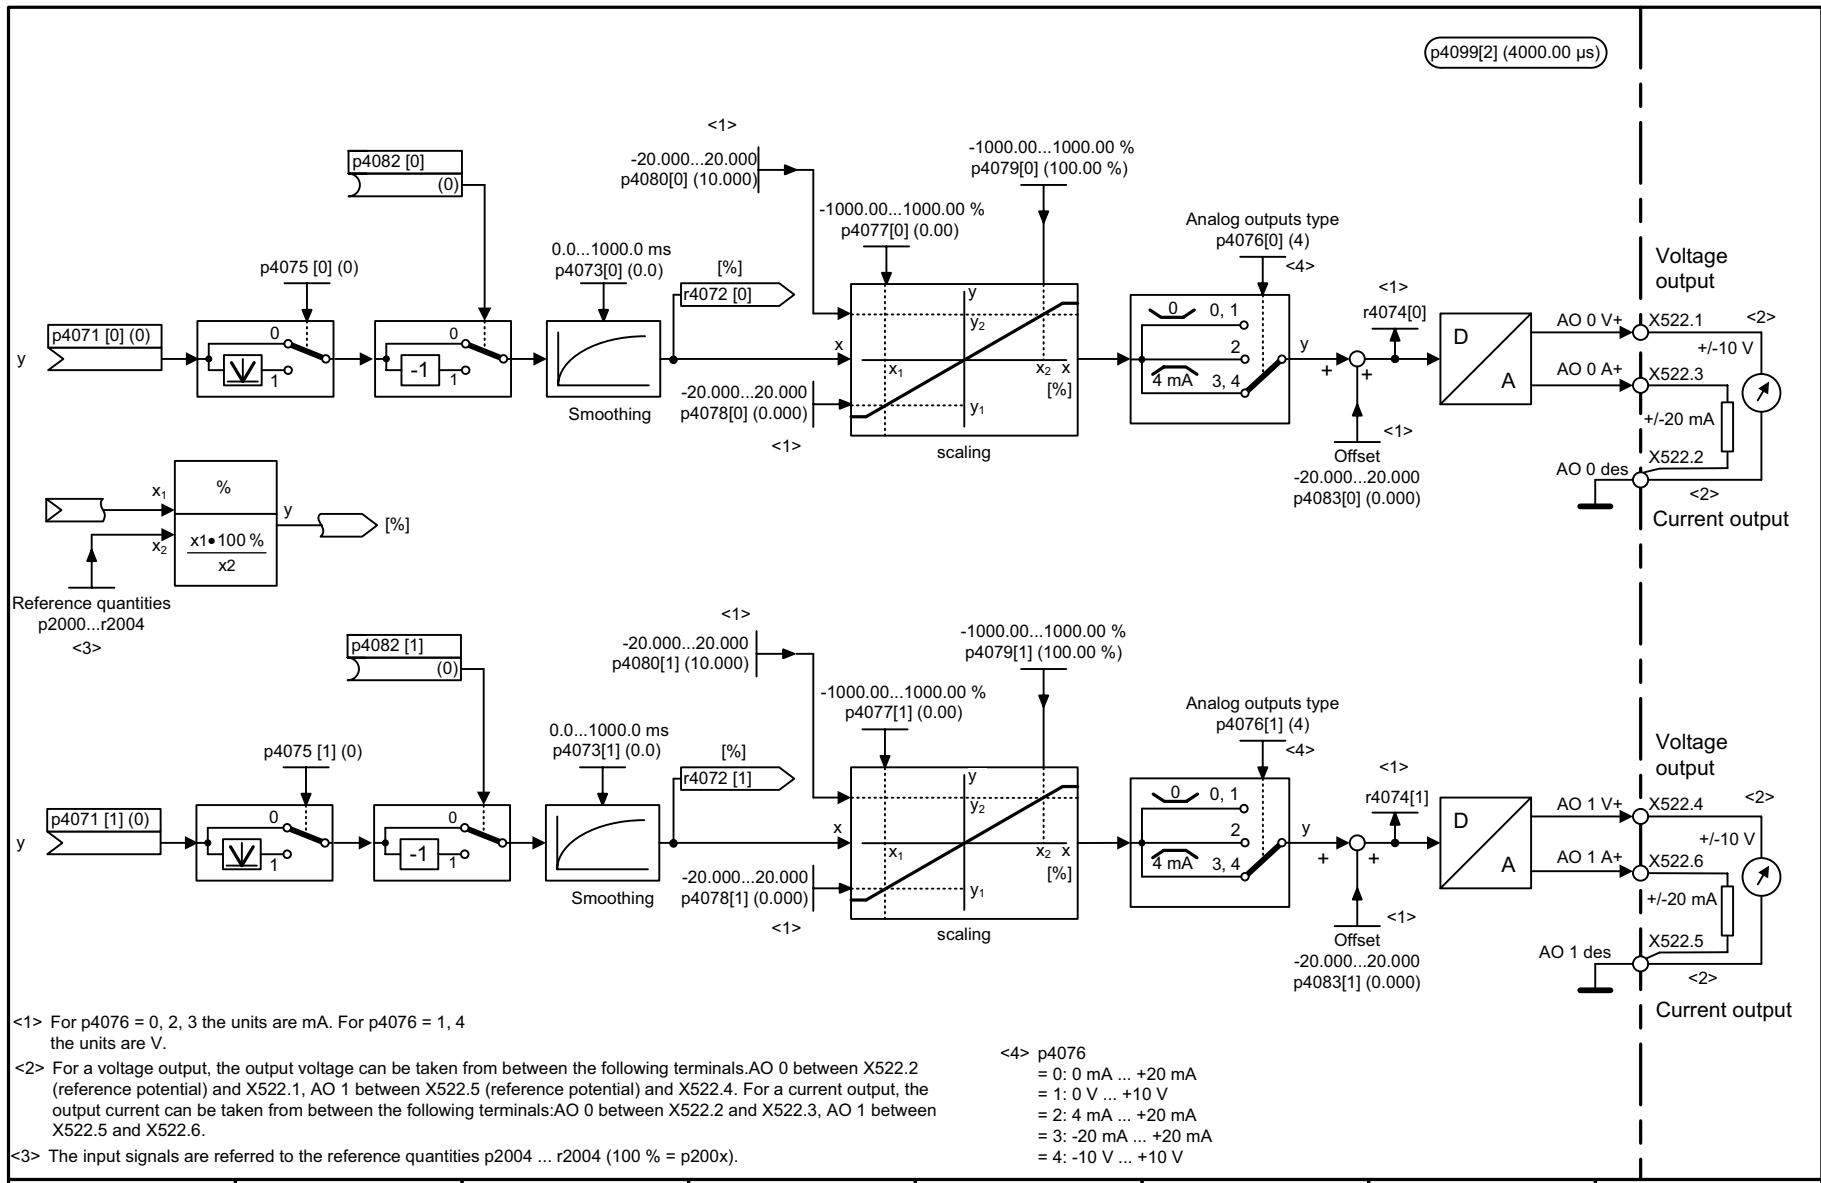 p4099[2] (4000.00 µs)
<1>
-20.000...20.000
p4080[0] (10.000)
-1000.00...1000.00 %
p4079[0] (100.00 %)
p4082 [0]
(0)
-1000.00...1000.00 %
p4077[0] (0.00)
Analog outputs type
p4076[0] (4)
<4>
p4075 [0] (0)
0.0...1000.0 ms
p4073[0] (0.0)
[%]
r4072 [0]
<1>
r4074[0]
Voltage
output
y
p4071 [0] (0)
0
1
0
-1
1
Smoothing
x
y
y2
x1
x2
x
[%]
y1
scaling
-20.000...20.000
p4078[0] (0.000)
<1>
0
0, 1
2
4 mA
3, 4
y
+
+
<1>
Offset
-20.000...20.000
p4083[0] (0.000)
D
A
AO 0 V+
X522.1
<2>
+/-10 V
AO 0 A+
X522.3
+/-20 mA
X522.2
AO 0 des
<2>
Current output
x1
%
y
[%]
x2
x1•100 %
x2
Reference quantities
p2000...r2004
<3>
<1>
-20.000...20.000
p4080[1] (10.000)
-1000.00...1000.00 %
p4079[1] (100.00 %)
p4082 [1]
(0)
-1000.00...1000.00 %
p4077[1] (0.00)
Analog outputs type
p4076[1] (4)
<4>
p4075 [1] (0)
0.0...1000.0 ms
p4073[1] (0.0)
[%]
r4072 [1]
<1>
r4074[1]
Voltage
output
y
p4071 [1] (0)
0
1
0
-1
1
Smoothing
x
y
y2
x1
x2
x
[%]
y1
scaling
-20.000...20.000
p4078[1] (0.000)
<1>
0
0, 1
2
4 mA
3, 4
y
+
+
<1>
Offset
-20.000...20.000
p4083[1] (0.000)
D
A
AO 1 V+
X522.4
<2>
+/-10 V
AO 1 A+
X522.6
+/-20 mA
X522.5
AO 1 des
<2>
Current output
<1> For p4076 = 0, 2, 3 the units are mA. For p4076 = 1, 4
the units are V.
<2> For a voltage output, the output voltage can be taken from between the following terminals.AO 0 between X522.2
(reference potential) and X522.1, AO 1 between X522.5 (reference potential) and X522.4. For a current output, the
output current can be taken from between the following terminals:AO 0 between X522.2 and X522.3, AO 1 between
X522.5 and X522.6.
<3> The input signals are referred to the reference quantities p2004 ... r2004 (100 % = p200x).
<4> p4076
= 0: 0 mA ... +20 mA
= 1: 0 V ... +10 V
= 2: 4 mA ... +20 mA
= 3: -20 mA ... +20 mA
= 4: -10 V ... +10 V